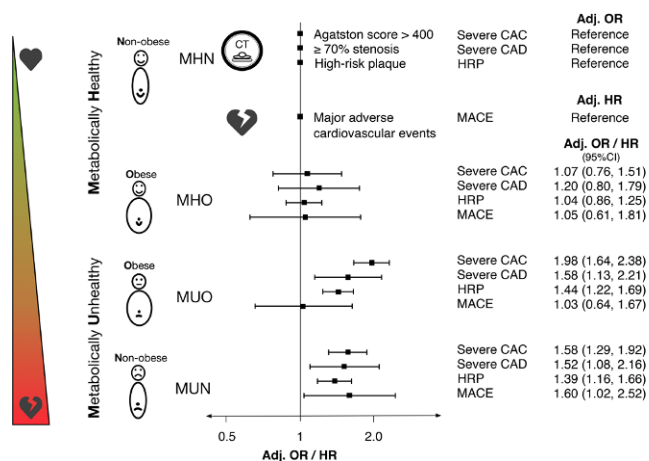 Adj. OR
Non-obese
MHN
CT
Agatston score > 400 Severe CAC Reference
≥ 70% stenosis Severe CAD Reference
High-risk plaque HRP Reference
Adj. HR
Major adverse MACE Reference
cardiovascular events
Adj. OR / HR
(95%CI)
Metabolically Healthy
Obese
MHO
Severe CAC 1.07 (0.76, 1.51)
Severe CAD 1.20 (0.80, 1.79)
HRP 1.04 (0.86, 1.25)
MACE 1.05 (0.61, 1.81)
Metabolically Unhealthy
Obese
MUO
Severe CAC 1.98 (1.64, 2.38)
Severe CAD 1.58 (1.13, 2.21)
HRP 1.44 (1.22, 1.69)
MACE 1.03 (0.64, 1.67)
Non-obese
MUN
Severe CAC 1.58 (1.29, 1.92)
Severe CAD 1.52 (1.08, 2.16)
HRP 1.39 (1.16, 1.66)
MACE 1.60 (1.02, 2.52)
0.5 1 2.0
Adj. OR / HR